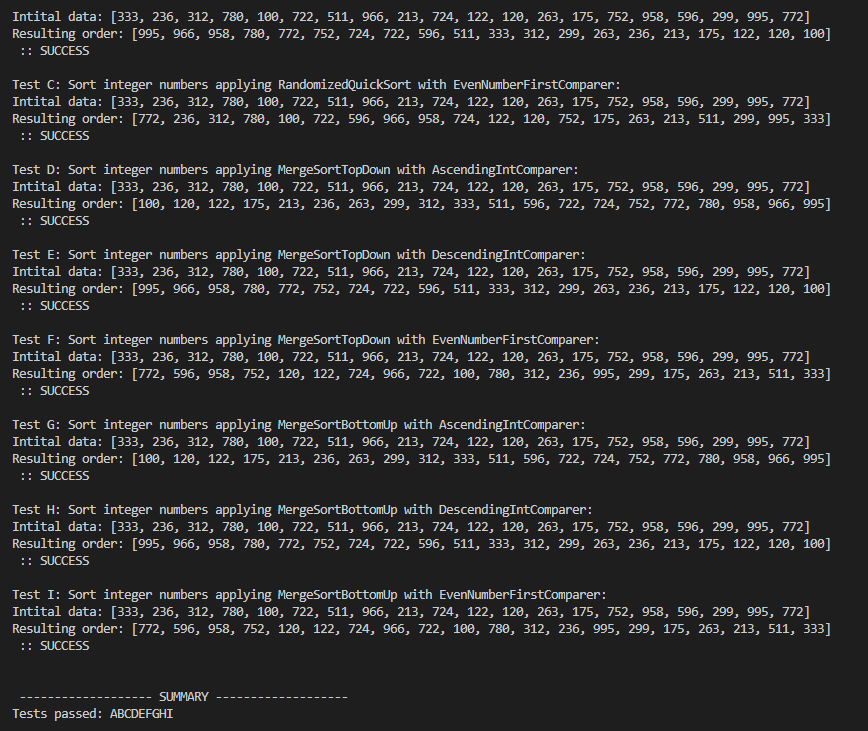 Intital data: [333, 236, 312, 780, 100, 722, 511, 966, 213, 724, 122, 120, 263, 175, 752, 958, 596, 299, 995, 772]
Resulting order: [995, 966, 958, 780, 772, 752, 724, 722, 596, 511, 333, 312, 299, 263, 236, 213, 175, 122, 120, 100]
:: SUCCESS
Test C: Sort integer numbers applying RandomizedQuickSort with EvenNumberFirstComparer:
Intital data: [333, 236, 312, 780, 100, 722, 511, 966, 213, 724, 122, 120, 263, 175, 752, 958, 596, 299, 995, 772]
Resulting order: [772, 236, 312, 780, 100, 722, 596, 966, 958, 724, 122, 120, 752, 175, 263, 213, 511, 299, 995, 333]
:: SUCCESS
Test D: Sort integer numbers applying MergeSortTopDown with AscendingIntComparer:
Intital data: [333, 236, 312, 780, 100, 722, 511, 966, 213, 724, 122, 120, 263, 175, 752, 958, 596, 299, 995, 772]
Resulting order: [100, 120, 122, 175, 213, 236, 263, 299, 312, 333, 511, 596, 722, 724, 752, 772, 780, 958, 966, 995]
:: SUCCESS
Test E: Sort integer numbers applying MergeSortTopDown with DescendingIntComparer:
Intital data: [333, 236, 312, 780, 100, 722, 511, 966, 213, 724, 122, 120, 263, 175, 752, 958, 596, 299, 995, 772]
Resulting order: [995, 966, 958, 780, 772, 752, 724, 722, 596, 511, 333, 312, 299, 263, 236, 213, 175, 122, 120, 100]
:: SUCCESS
Test F: Sort integer numbers applying MergeSortTopDown with EvenNumberFirstComparer:
Intital data: [333, 236, 312, 780, 100, 722, 511, 966, 213, 724, 122, 120, 263, 175, 752, 958, 596, 299, 995, 772]
Resulting order: [772, 596, 958, 752, 120, 122, 724, 966, 722, 100, 780, 312, 236, 995, 299, 175, 263, 213, 511, 333]
:: SUCCESS
Test G: Sort integer numbers applying MergeSortBottomUp with AscendingIntComparer:
Intital data: [333, 236, 312, 780, 100, 722, 511, 966, 213, 724, 122, 120, 263, 175, 752, 958, 596, 299, 995, 772]
Resulting order: [100, 120, 122, 175, 213, 236, 263, 299, 312, 333, 511, 596, 722, 724, 752, 772, 780, 958, 966, 995]
:: SUCCESS
Test H: Sort integer numbers applying MergeSortBottomUp with DescendingIntComparer:
Intital data: [333, 236, 312, 780, 100, 722, 511, 966, 213, 724, 122, 120, 263, 175, 752, 958, 596, 299, 995, 772]
Resulting order: [995, 966, 958, 780, 772, 752, 724, 722, 596, 511, 333, 312, 299, 263, 236, 213, 175, 122, 120, 100]
:: SUCCESS
Test I: Sort integer numbers applying MergeSortBottomUp with EvenNumberFirstComparer:
Intital data: [333, 236, 312, 780, 100, 722, 511, 966, 213, 724, 122, 120, 263, 175, 752, 958, 596, 299, 995, 772]
Resulting order: [772, 596, 958, 752, 120, 122, 724, 966, 722, 100, 780, 312, 236, 995, 299, 175, 263, 213, 511, 333]
:: SUCCESS
------------------- SUMMARY -------------------
Tests passed: ABCDEFGHI